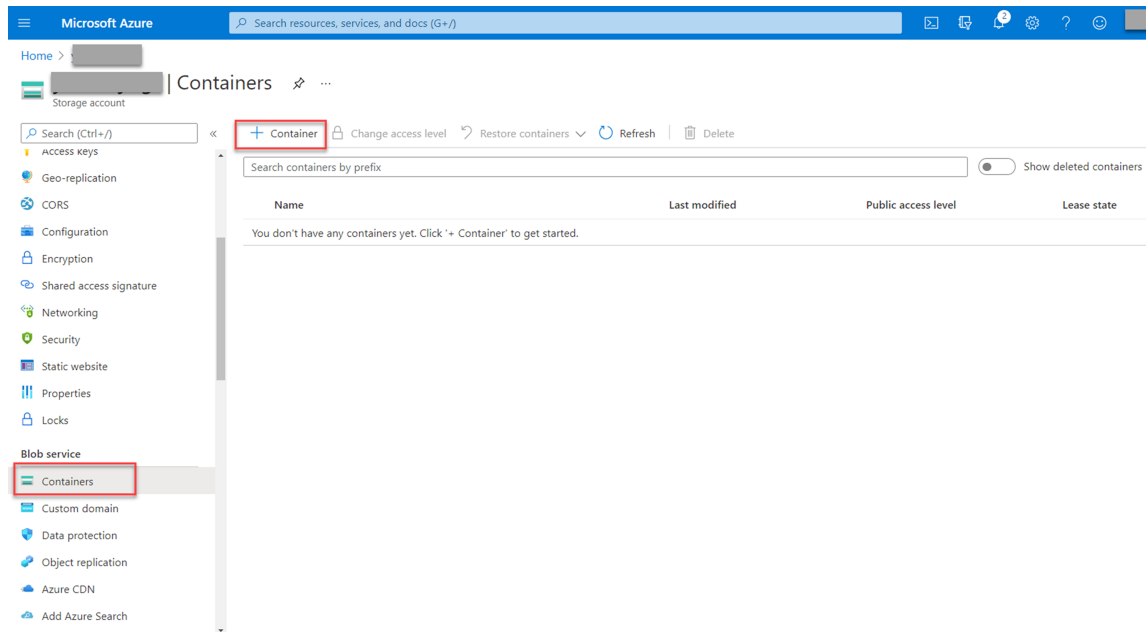 Microsoft Azure
Search resources, services, and docs (G+/)
2
Home >
| Containers
Storage account
Search (Ctrl+/)
«
+ Container
Change access level
Restore containers
Refresh
Delete
Access keys
Geo-replication
CORS
Configuration
Encryption
Shared access signature
Networking
Security
Static website
Properties
Locks
Blob service
Containers
Custom domain
Data protection
Object replication
Azure CDN
Add Azure Search
Search containers by prefix
Show deleted containers
Name Last modified Public access level Lease state
You don't have any containers yet. Click '+ Container' to get started.